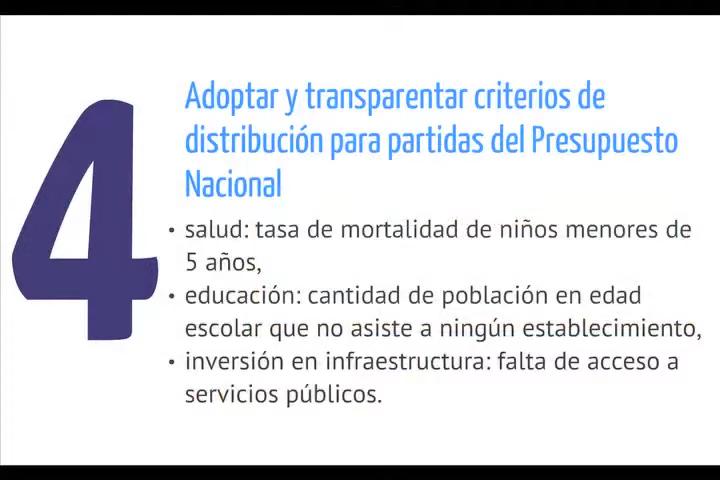 4
Adoptar y transparentar criterios de
distribución para partidas del Presupuesto
Nacional
• salud: tasa de mortalidad de niños menores de
5 años,
• educación: cantidad de población en edad
escolar que no asiste a ningún establecimiento,
• inversión en infraestructura: falta de acceso a
servicios públicos.